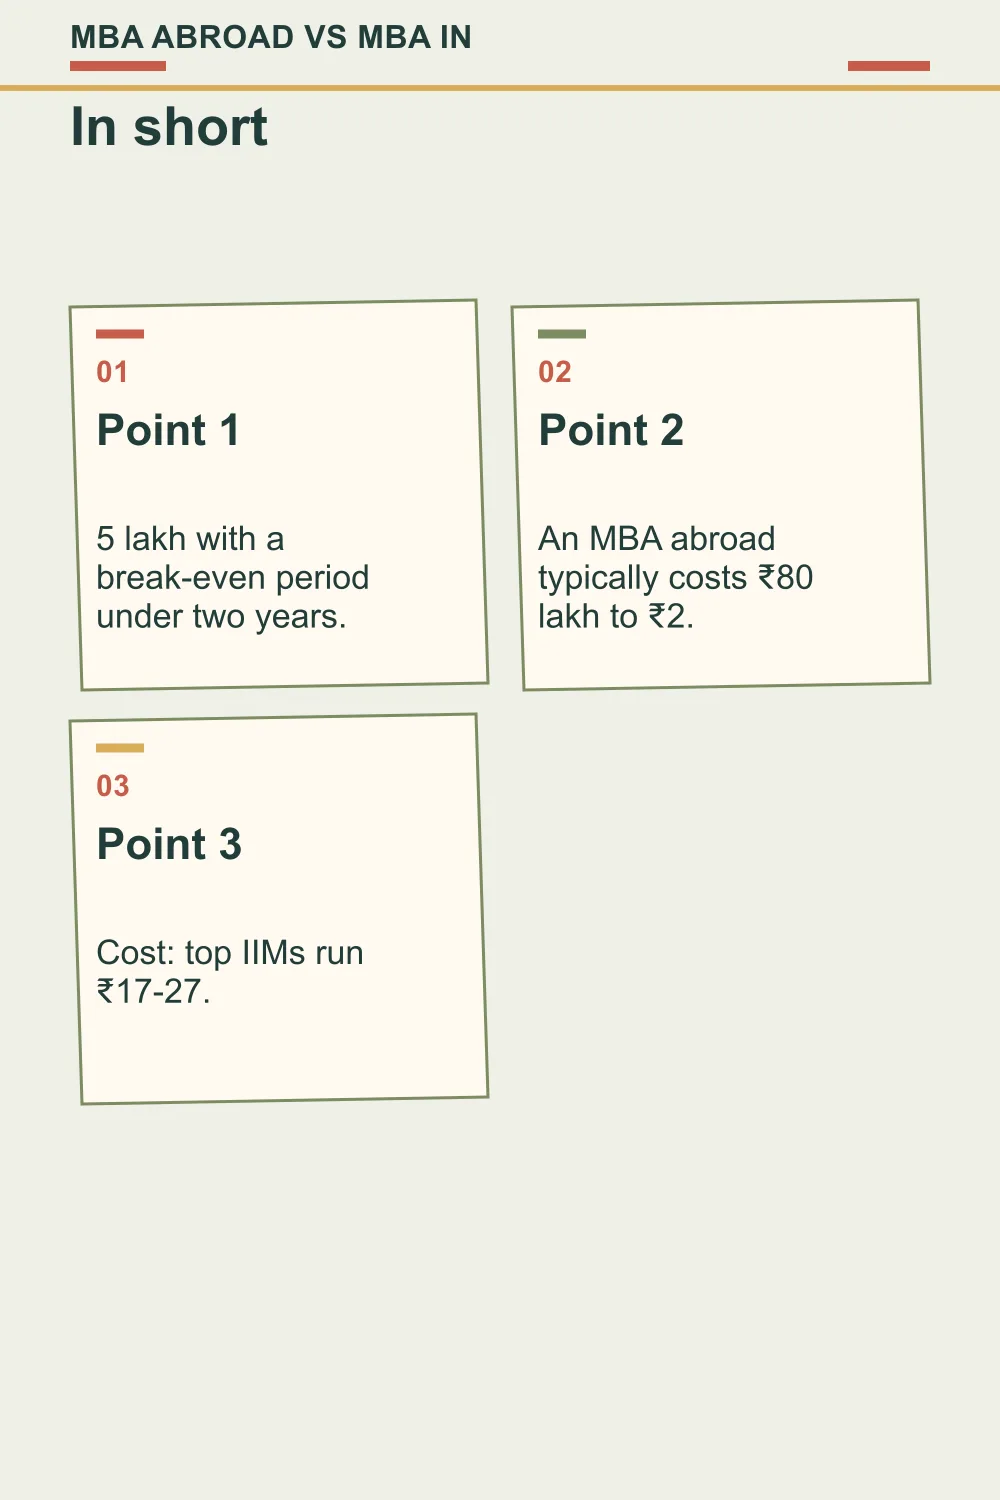 MBA ABROAD VS MBA IN
In short
01
Point 1
5 lakh with a
break-even period
under two years.
02
Point 2
An MBA abroad
typically costs ₹80
lakh to ₹2.
03
Point 3
Cost: top IIMs run
₹17-27.